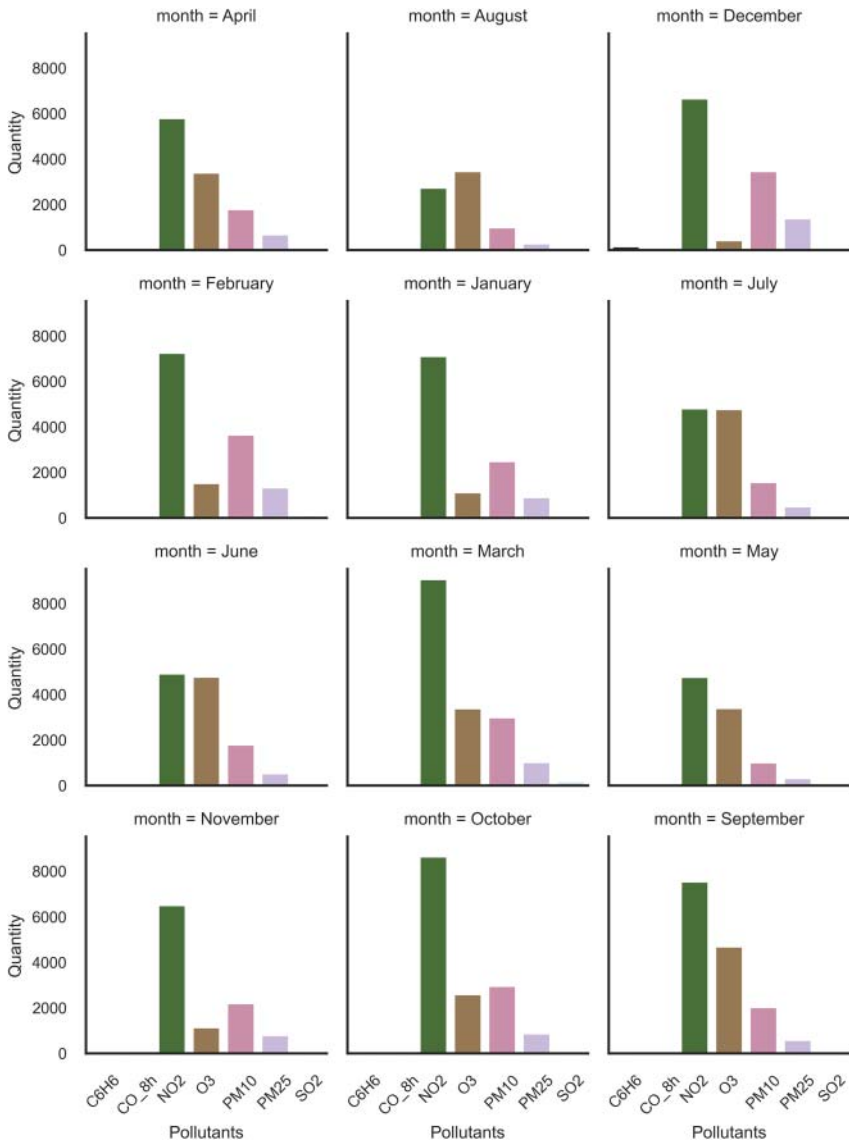 month = April month = August month = December
8000
6000
4000
2000
0
Quantity
month = February month = January month = July
8000
6000
4000
2000
0
Quantity
month = June month = March month = May
8000
6000
4000
2000
0
Quantity
month = November month = October month = September
8000
6000
4000
2000
0
Quantity
C6H6 CO_8h NO2 O3 PM10 PM25 SO2 C6H6 CO_8h NO2 O3 PM10 PM25 SO2 C6H6 CO_8h NO2 O3 PM10 PM25 SO2
Pollutants Pollutants Pollutants